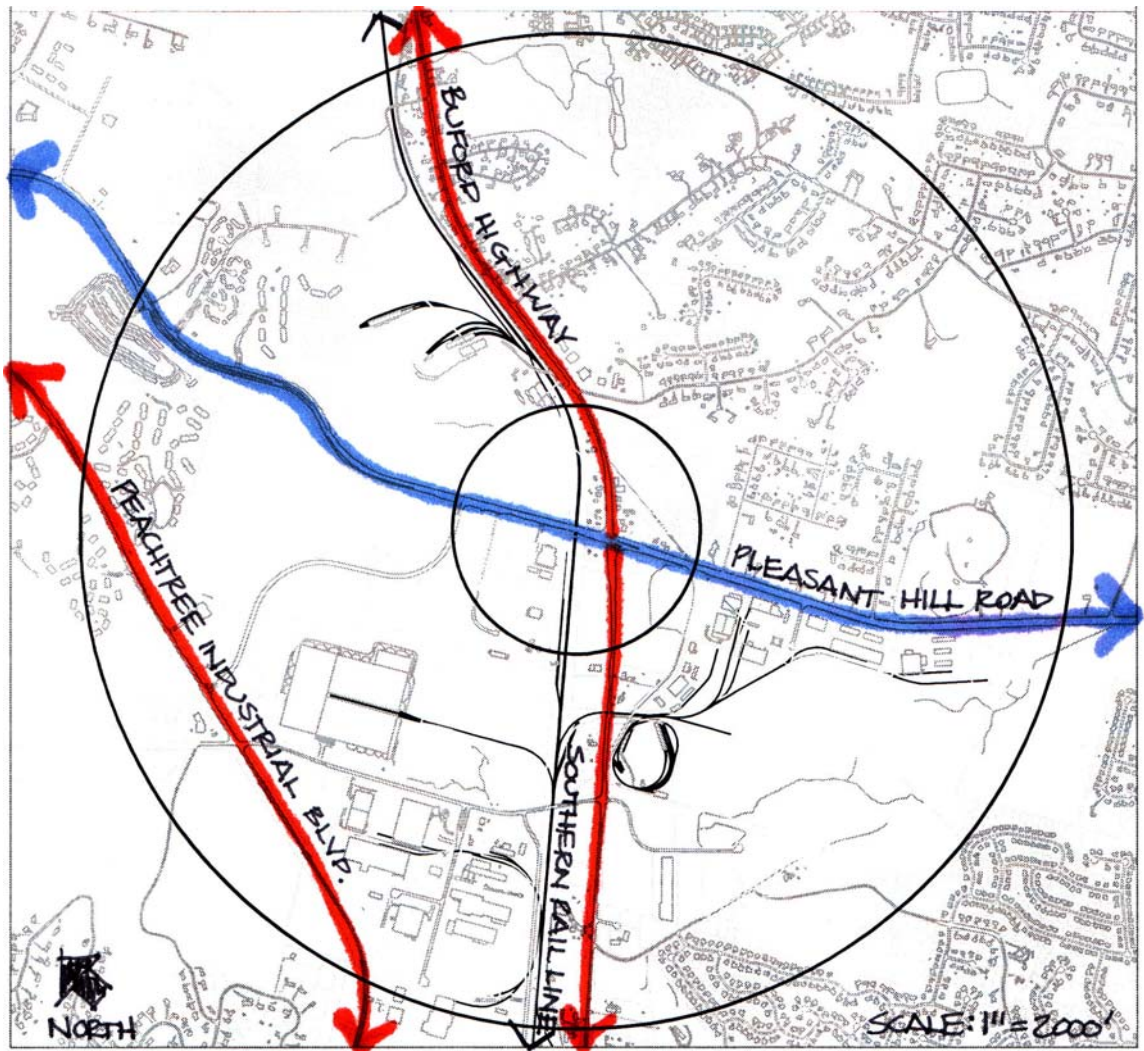 BUFORD HIGHWAY
PLEASANT HILL ROAD
PEACHTREE INDUSTRIAL BLVD.
SOUTHERN RAIL LINE
NORTH
SCALE: 1" = 2000'